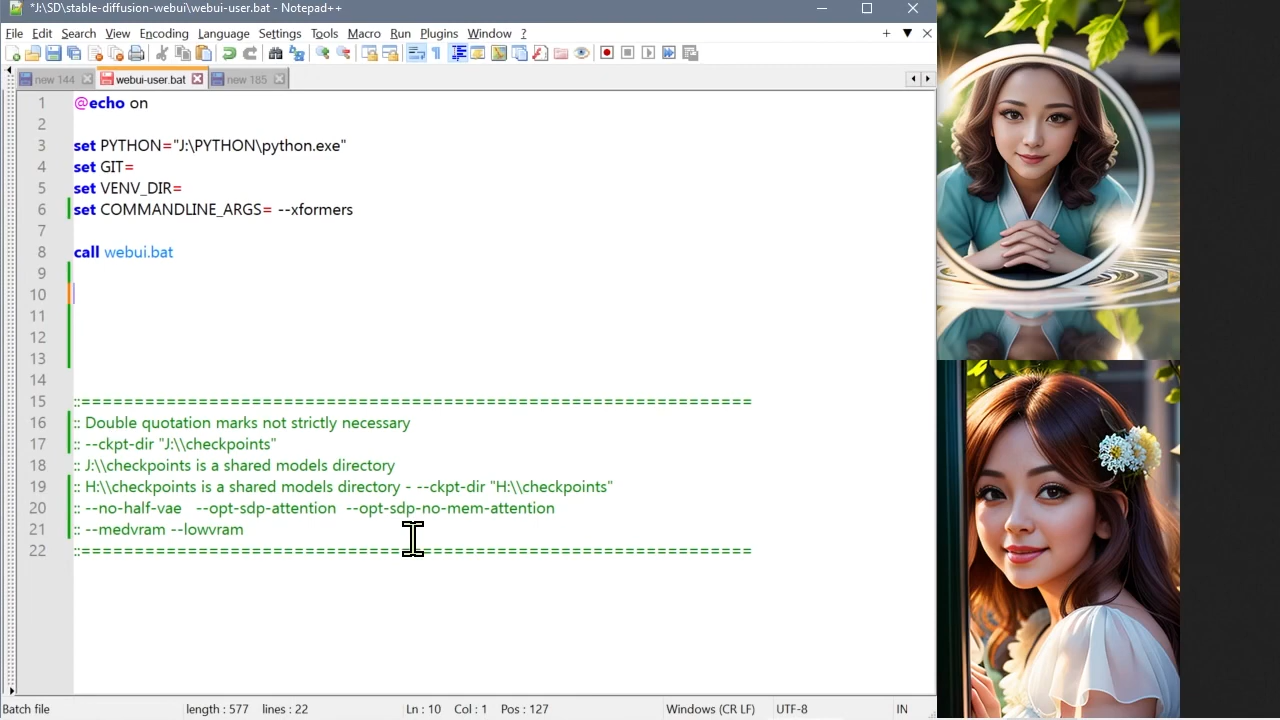 *J:\SD\stable-diffusion-webui\webui-user.bat - Notepad++
File Edit Search View Encoding Language Settings Tools Macro Run Plugins Window ?
new 144 webui-user.bat new 185
1 @echo on
2
3 set PYTHON="J:\PYTHON\python.exe"
4 set GIT=
5 set VENV_DIR=
6 set COMMANDLINE_ARGS= --xformers
7
8 call webui.bat
9
10
11
12
13
14
15 ::===============================================================
16 :: Double quotation marks not strictly necessary
17 :: --ckpt-dir "J:\\checkpoints"
18 :: J:\\checkpoints is a shared models directory
19 :: H:\\checkpoints is a shared models directory - --ckpt-dir "H:\\checkpoints"
20 :: --no-half-vae   --opt-sdp-attention  --opt-sdp-no-mem-attention
21 :: --medvram --lowvram
22 ::===============================================================
Batch file length : 577 lines : 22 Ln : 10 Col : 1 Pos : 127 Windows (CR LF) UTF-8 IN